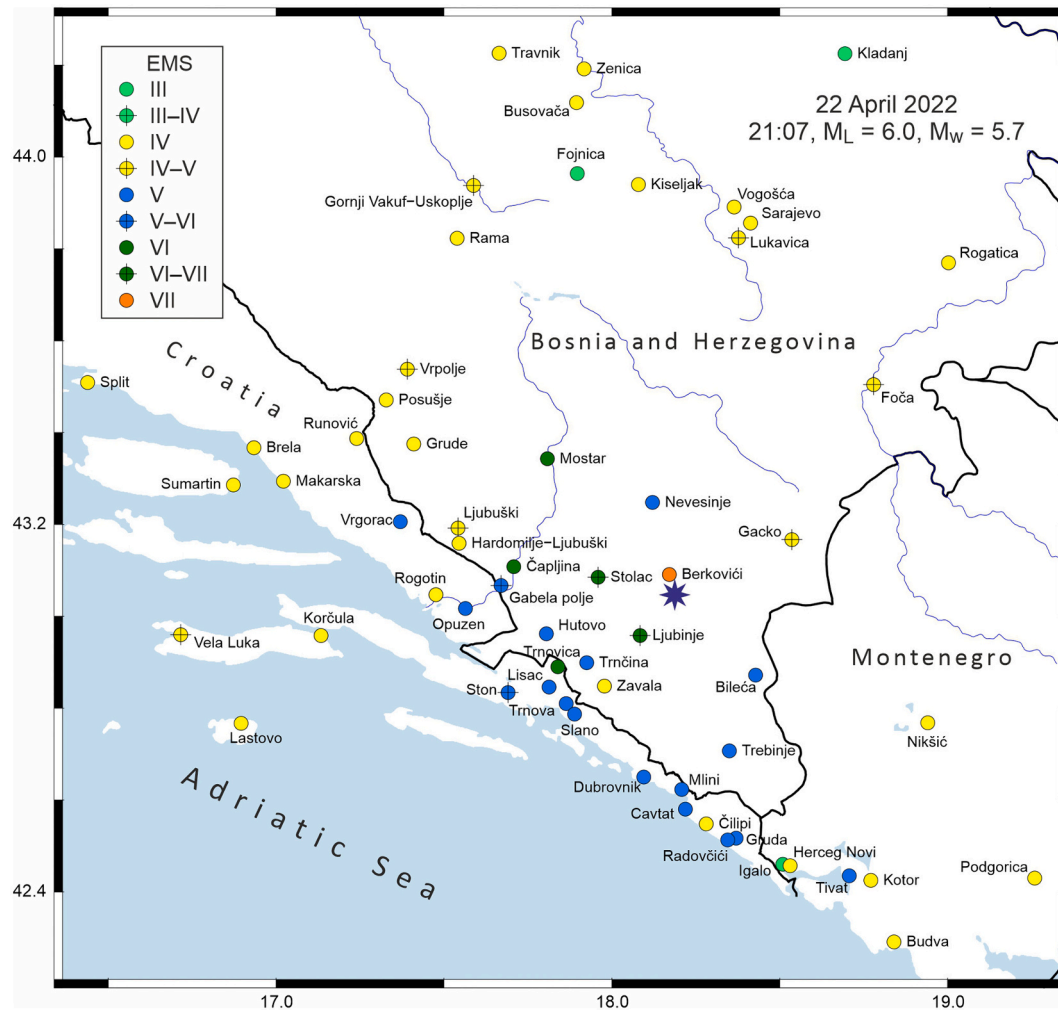 EMS
III
III–IV
IV
IV–V
V
V–VI
VI
VI–VII
VII
22 April 2022
21:07, ML = 6.0, MW = 5.7
Travnik
Kladanj
Zenica
Busovača
44.0
Fojnica
Kiseljak
Gornji Vakuf–Uskoplje
Vogošća
Sarajevo
Rama
Lukavica
Rogatica
Bosnia and Herzegovina
Croatia
Vrpolje
Split
Foča
Posušje
Runović
Brela
Grude
Mostar
Sumartin
Makarska
Nevesinje
43.2
Vrgorac
Ljubuški
Gacko
Hardomilje–Ljubuški
Čapljina
Stolac
Berkovići
Rogotin
Gabela polje
Opuzen
Korčula
Hutovo
Vela Luka
Ljubinje
Trnovica
Trnčina
Montenegro
Lisac
Zavala
Bileća
Ston
Trnova
Slano
Lastovo
Nikšić
Trebinje
Adriatic Sea
Dubrovnik
Mlini
Cavtat
Čilipi
Gruda
Radovčići
Herceg Novi
Igalo
Podgorica
Tivat
Kotor
42.4
Budva
17.0
18.0
19.0